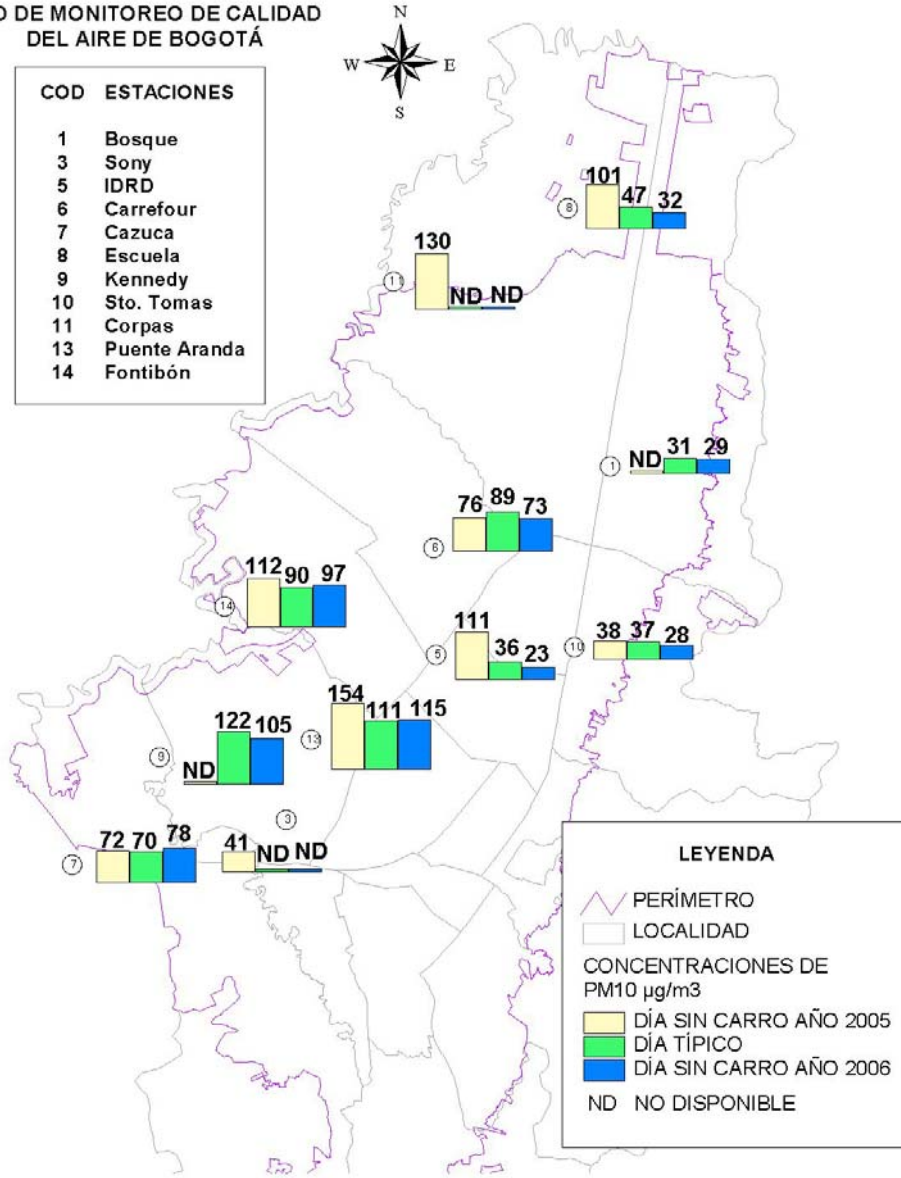 D DE MONITOREO DE CALIDAD
DEL AIRE DE BOGOTÁ
N
W E
S
COD ESTACIONES
1 Bosque
3 Sony
5 IDRD
6 Carrefour
7 Cazuca
8 Escuela
9 Kennedy
10 Sto. Tomas
11 Corpas
13 Puente Aranda
14 Fontibón
8
101 47 32
11
130 ND ND
1
ND 31 29
6
76 89 73
14
112 90 97
5
111 36 23
10
38 37 28
13
154 111 115
9
ND 122 105
3
41 ND ND
7
72 70 78
LEYENDA
PERÍMETRO
LOCALIDAD
CONCENTRACIONES DE
PM10 µg/m3
DÍA SIN CARRO AÑO 2005
DÍA TÍPICO
DÍA SIN CARRO AÑO 2006
ND NO DISPONIBLE